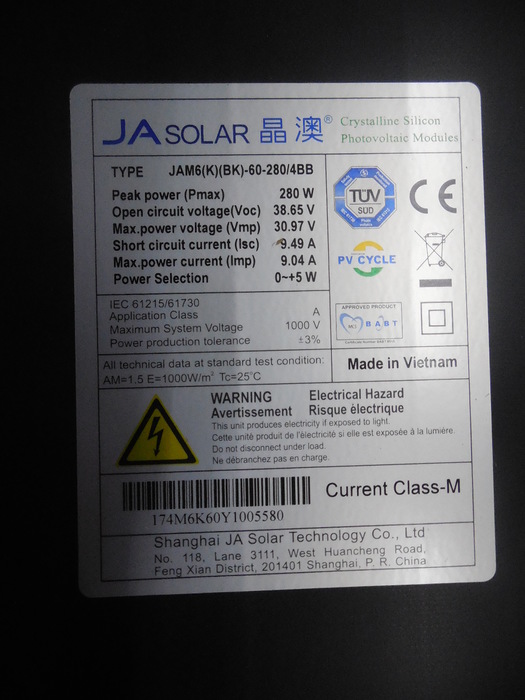 JA SOLAR 晶澳®
Crystalline Silicon
Photovoltaic Modules
TYPE JAM6(K)(BK)-60-280/4BB
Peak power (Pmax) 280 W
Open circuit voltage(Voc) 38.65 V
Max.power voltage (Vmp) 30.97 V
Short circuit current (Isc) 9.49 A
Max.power current (Imp) 9.04 A
Power Selection 0~+5 W
TÜV
SUD
CE
PV CYCLE
IEC 61215/61730
Application Class A
Maximum System Voltage 1000 V
Power production tolerance ±3%
APPROVED PRODUCT
MCS BABT
All technical data at standard test condition:
AM=1.5 E=1000W/m² Tc=25°C
Made in Vietnam
WARNING Electrical Hazard
Avertissement Risque èlectrique
This unit produces electricity if exposed to light.
Cette unité produit de l'électricité si elle est exposée à la lumière.
Do not disconnect under load.
Ne débranchez pas en charge.
174M6K60Y1005580
Current Class-M
Shanghai JA Solar Technology Co., Ltd
No. 118, Lane 3111, West Huancheng Road,
Feng Xian District, 201401 Shanghai, P. R. China